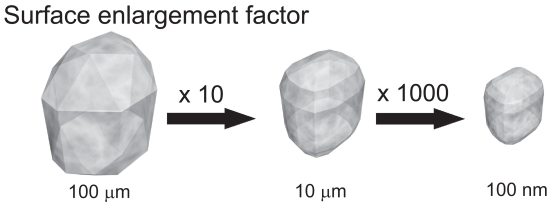 Surface enlargement factor
x 10
x 1000
100 μm
10 μm
100 nm